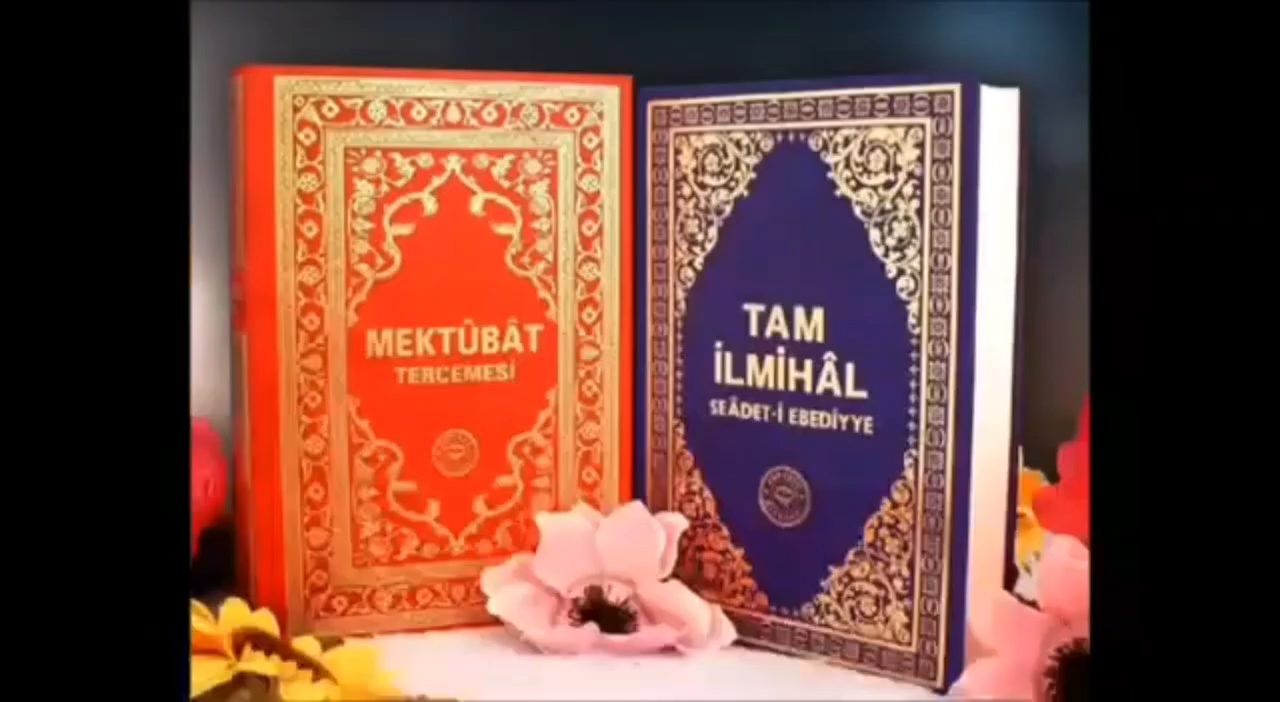 MEKTÛBÂT
TERCEMESİ
TAM
İLMİHÂL
SEÂDET-İ EBEDİYYE